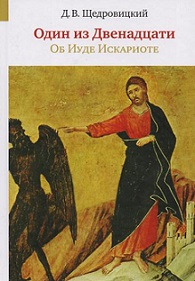 Д. В. Щедровицкий
Один из Двенадцати
Об Иуде Искариоте